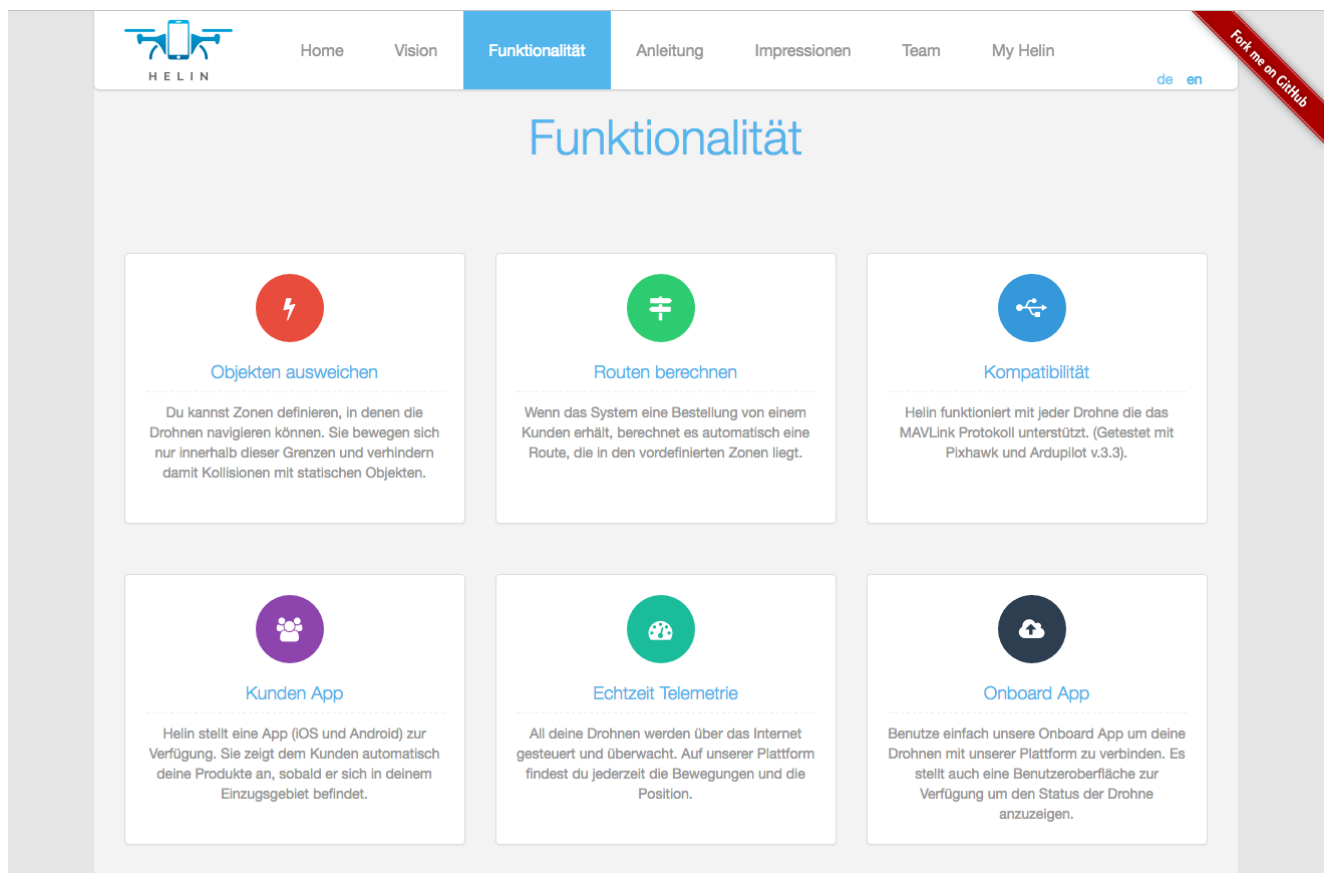 HELIN
Home
Vision
Funktionalität
Anleitung
Impressionen
Team
My Helin
de en
Fork me on GitHub
Funktionalität
Objekten ausweichen
Du kannst Zonen definieren, in denen die
Drohnen navigieren können. Sie bewegen sich
nur innerhalb dieser Grenzen und verhindern
damit Kollisionen mit statischen Objekten.
Routen berechnen
Wenn das System eine Bestellung von einem
Kunden erhält, berechnet es automatisch eine
Route, die in den vordefinierten Zonen liegt.
Kompatibilität
Helin funktioniert mit jeder Drohne die das
MAVLink Protokoll unterstützt. (Getestet mit
Pixhawk und Ardupilot v.3.3).
Kunden App
Helin stellt eine App (iOS und Android) zur
Verfügung. Sie zeigt dem Kunden automatisch
deine Produkte an, sobald er sich in deinem
Einzugsgebiet befindet.
Echtzeit Telemetrie
All deine Drohnen werden über das Internet
gesteuert und überwacht. Auf unserer Plattform
findest du jederzeit die Bewegungen und die
Position.
Onboard App
Benutze einfach unsere Onboard App um deine
Drohnen mit unserer Plattform zu verbinden. Es
stellt auch eine Benutzeroberfläche zur
Verfügung um den Status der Drohne
anzuzeigen.